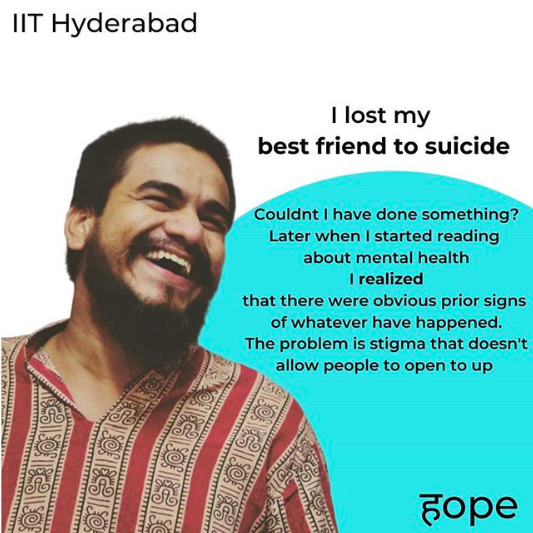 IIT Hyderabad
I lost my
best friend to suicide
Couldnt I have done something?
Later when I started reading
about mental health
I realized
that there were obvious prior signs
of whatever have happened.
The problem is stigma that doesn't
allow people to open to up
हope